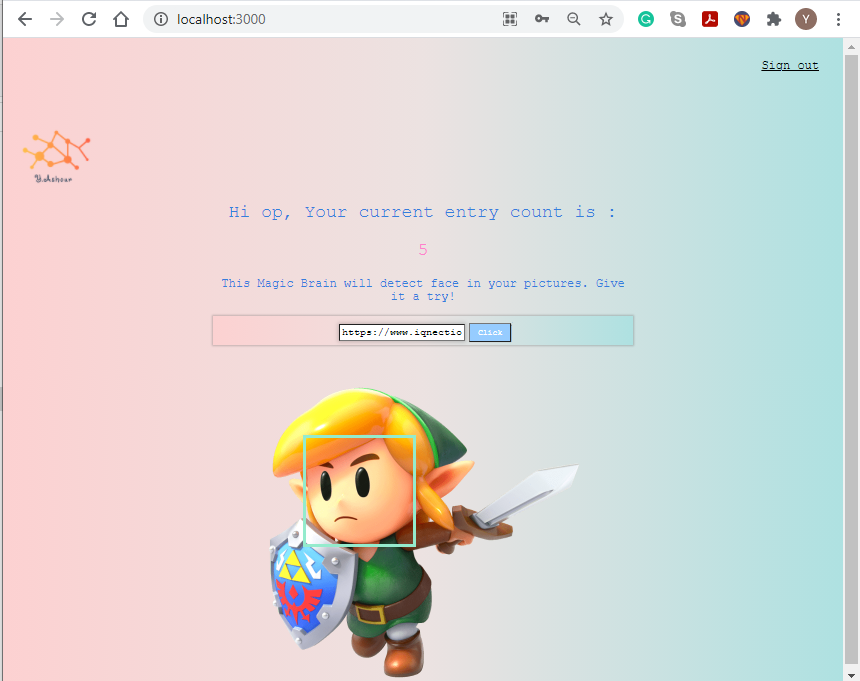 localhost:3000
Y
Sign out
Hi op, Your current entry count is :
5
This Magic Brain will detect face in your pictures. Give
it a try!
https://www.iqnectio
Click